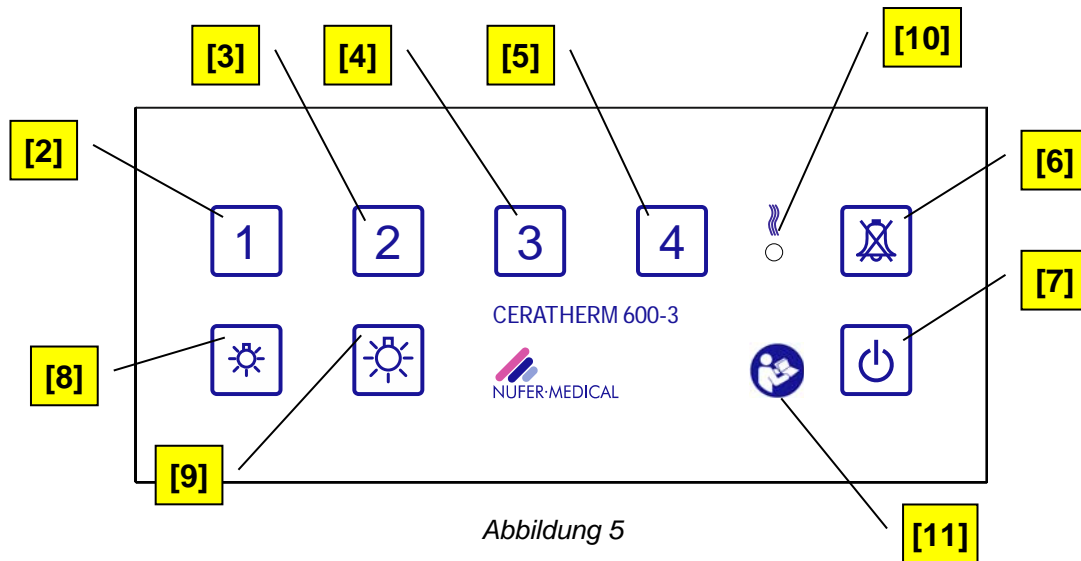 [10]
[3] [4] [5]
[2] [6]
1 2 3 4
[7]
CERATHERM 600-3
[8]
NUFER·MEDICAL
[9]
Abbildung 5
[11]